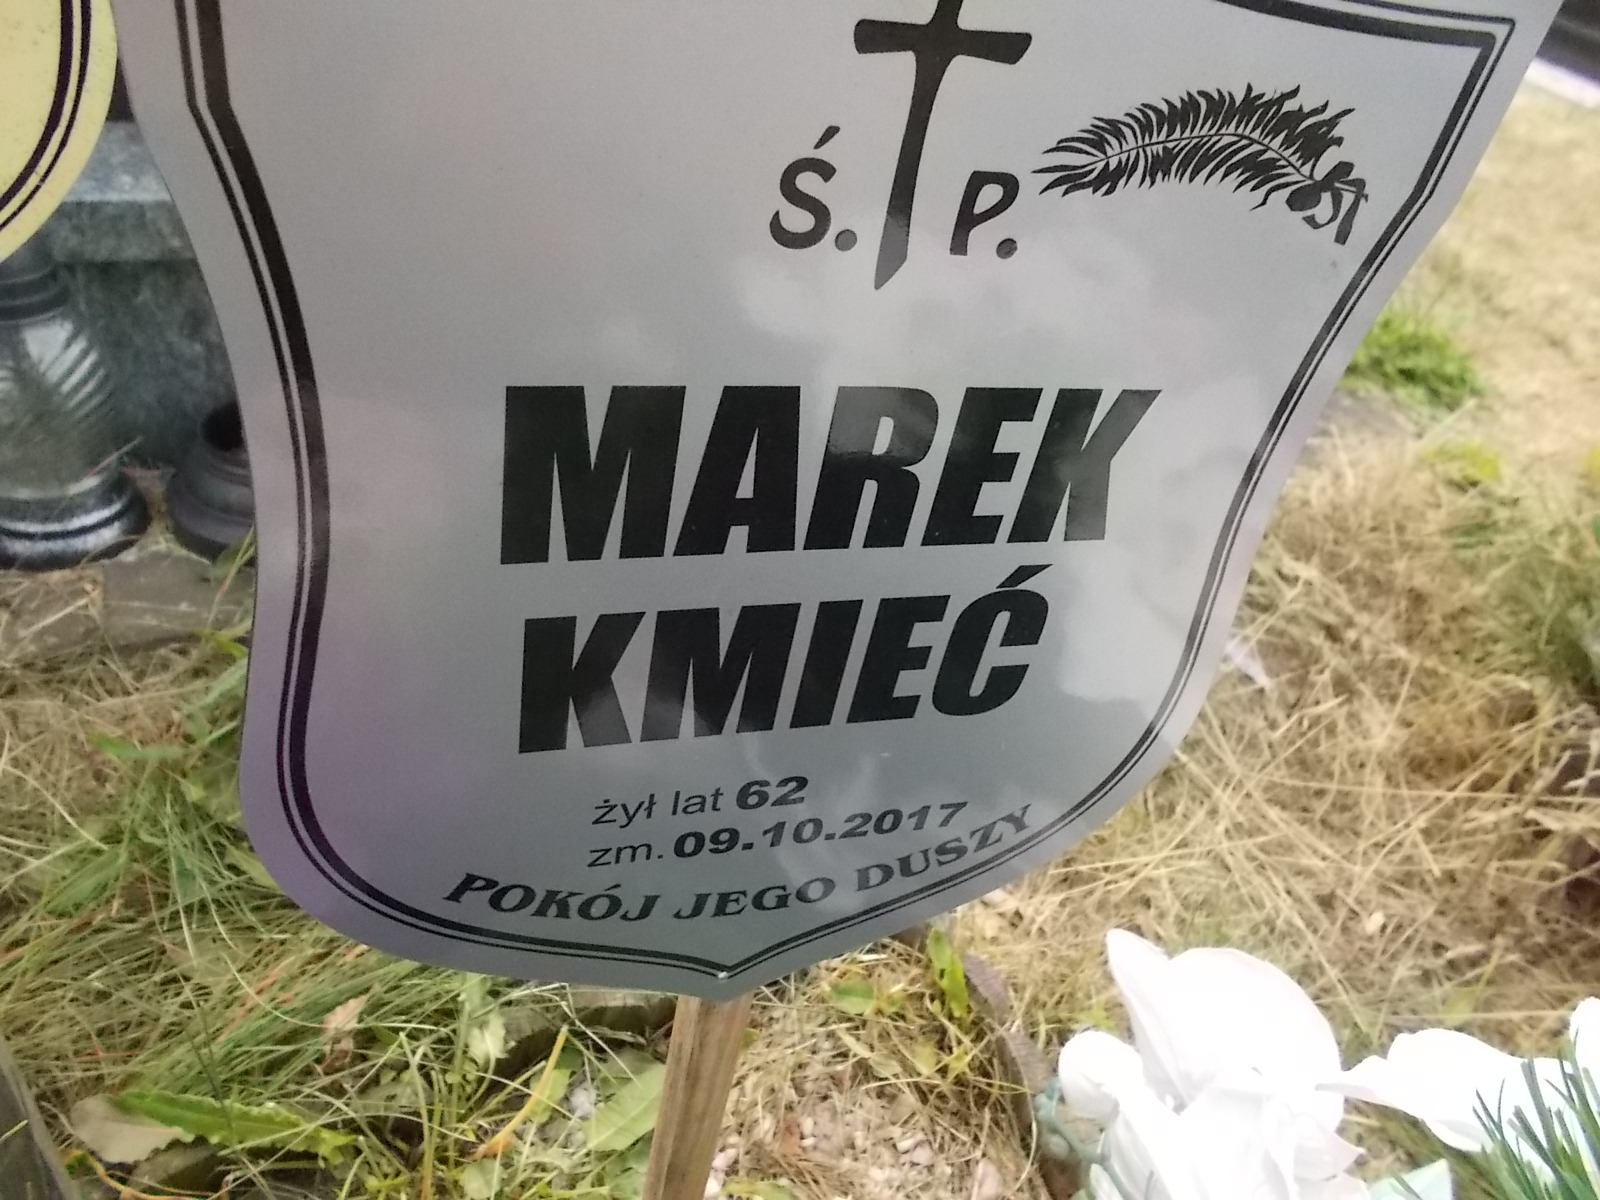 Ś. P.
MAREK
KMIEĆ
żył lat 62
zm. 09.10.2017
POKÓJ JEGO DUSZY